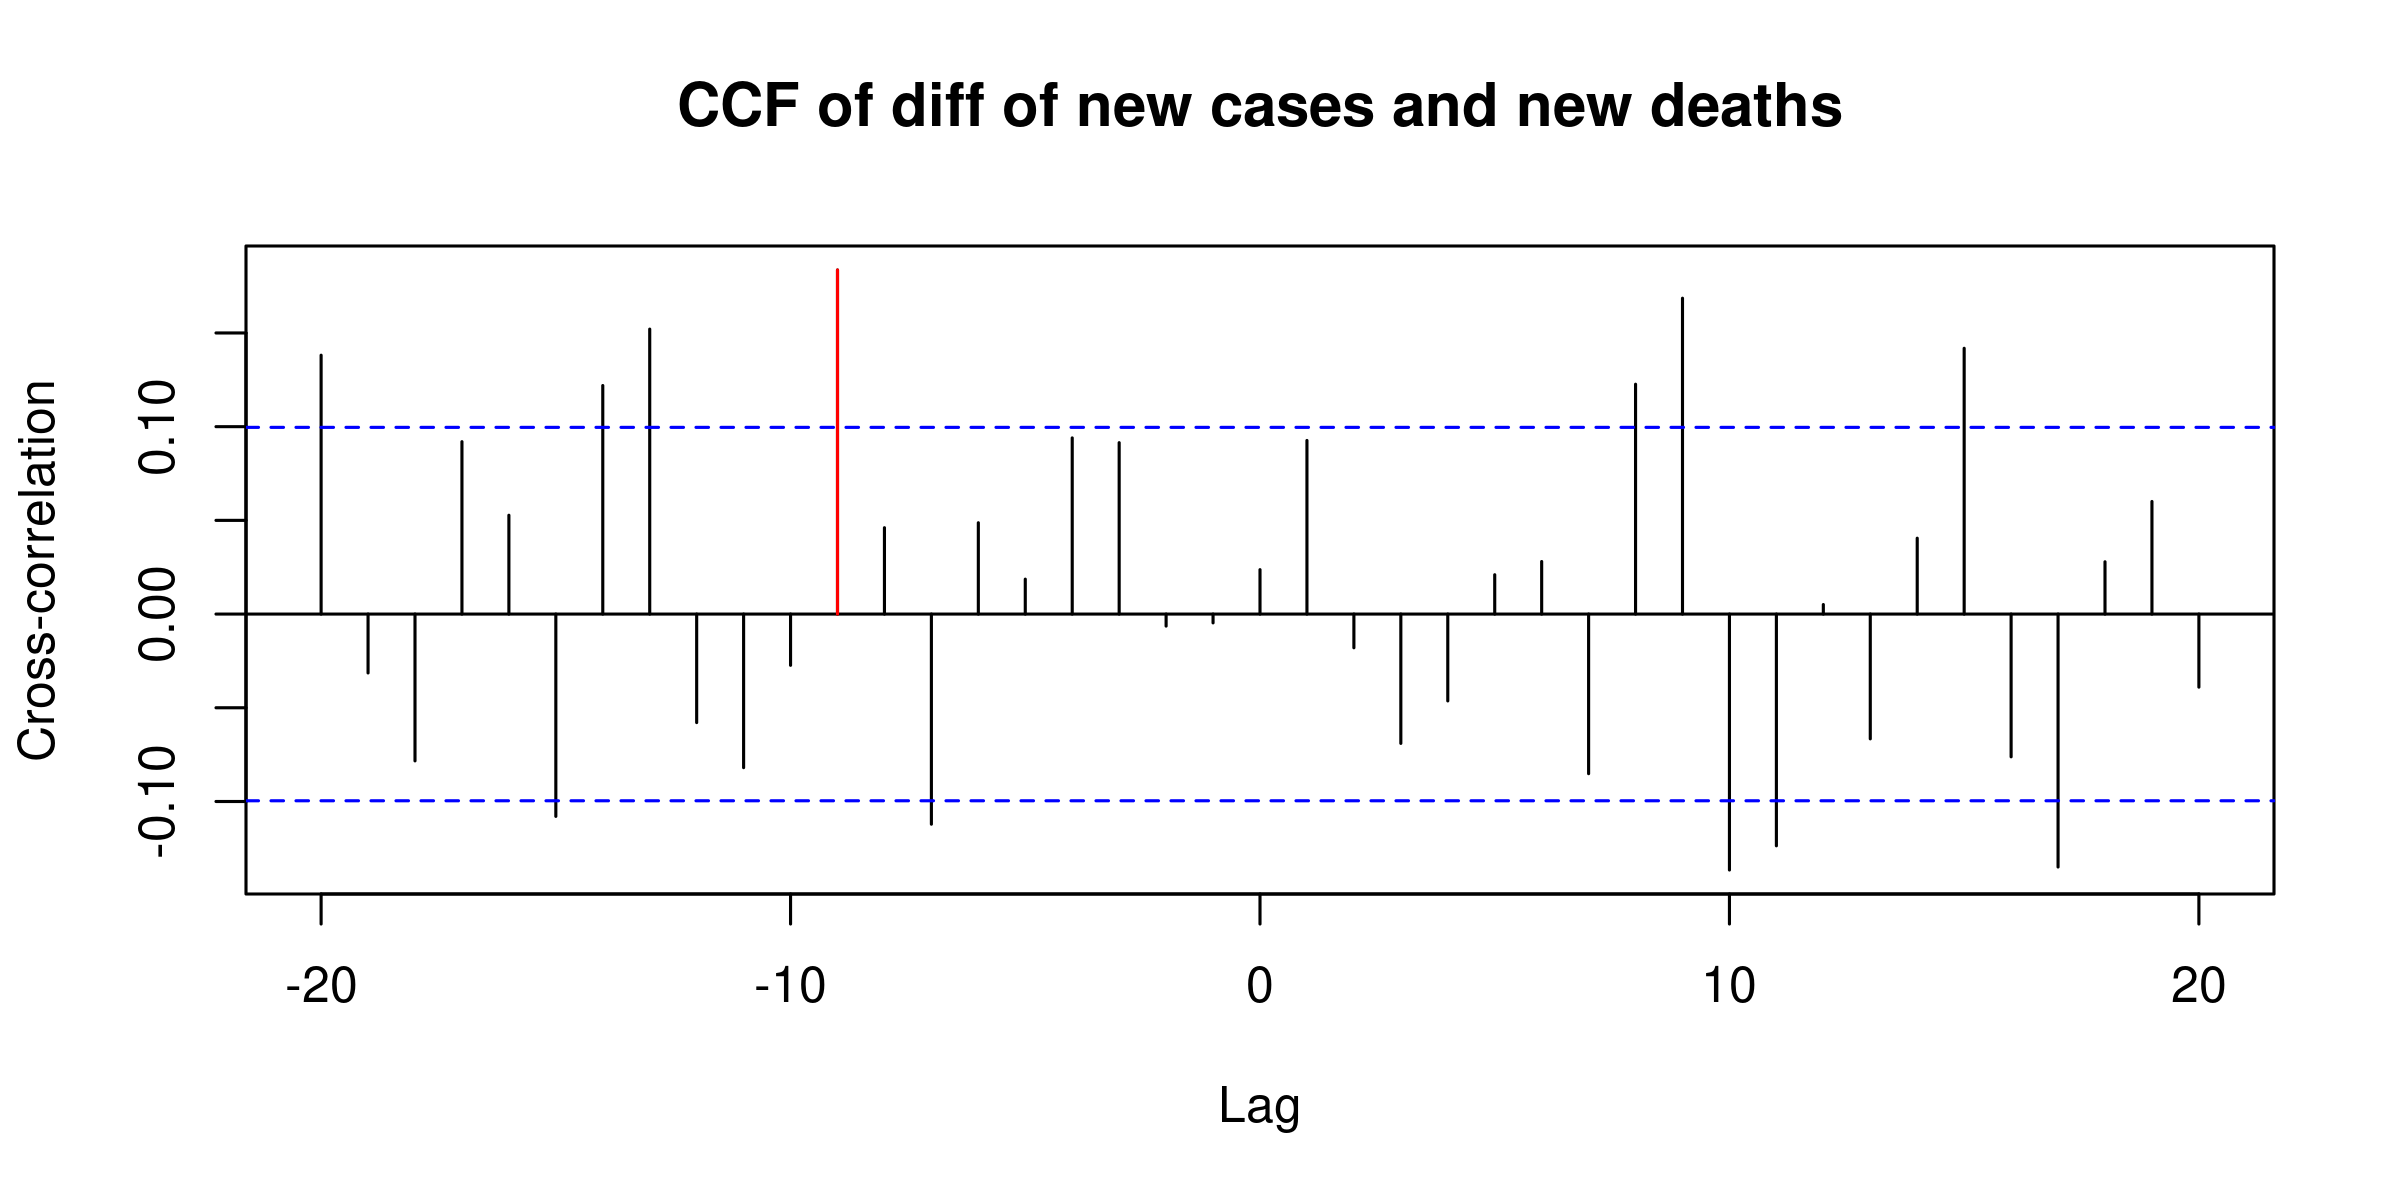 CCF of diff of new cases and new deaths
Cross-correlation
0.10
0.00
-0.10
-20 -10 0 10 20
Lag